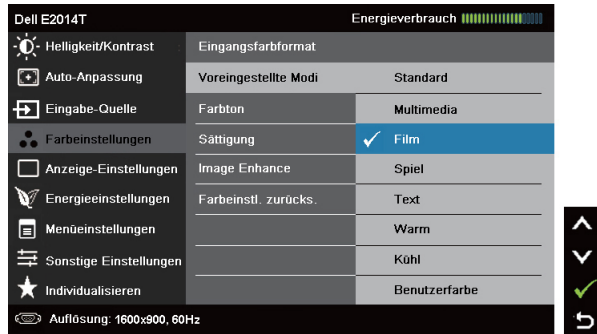 Dell E2014T Energieverbrauch
Helligkeit/Kontrast Eingangsfarbformat
Auto-Anpassung Voreingestellte Modi Standard
Eingabe-Quelle Farbton Multimedia
Farbeinstellungen Sättigung Film
Anzeige-Einstellungen Image Enhance Spiel
Energieeinstellungen Farbeinstl. zurücks. Text
Menüeinstellungen Warm
Sonstige Einstellungen Kühl
Individualisieren Benutzerfarbe
Auflösung: 1600x900, 60Hz